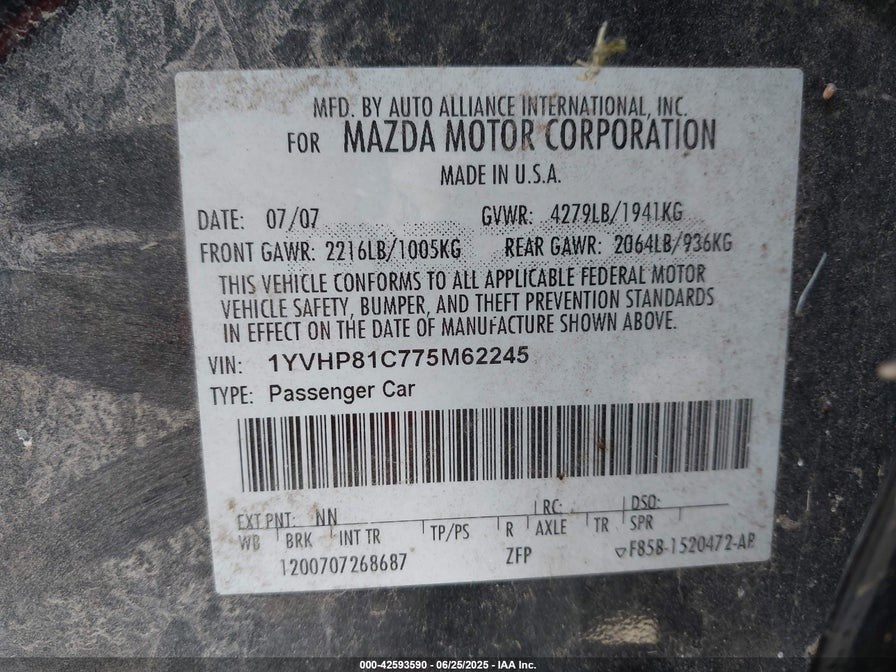 MFD. BY AUTO ALLIANCE INTERNATIONAL, INC.
FOR MAZDA MOTOR CORPORATION
MADE IN U.S.A.
DATE: 07/07 GVWR: 4279LB/1941KG
FRONT GAWR: 2216LB/1005KG REAR GAWR: 2064LB/936KG
THIS VEHICLE CONFORMS TO ALL APPLICABLE FEDERAL MOTOR
VEHICLE SAFETY, BUMPER, AND THEFT PREVENTION STANDARDS
IN EFFECT ON THE DATE OF MANUFACTURE SHOWN ABOVE.
VIN: 1YVHP81C775M62245
TYPE: Passenger Car
EXT PNT: NN RC: DSO:
WB BRK INT TR TP/PS R AXLE TR SPR
1200707268687 ZFP F85B-1520472-AB
000-42593590 - 06/25/2025 - IAA Inc.